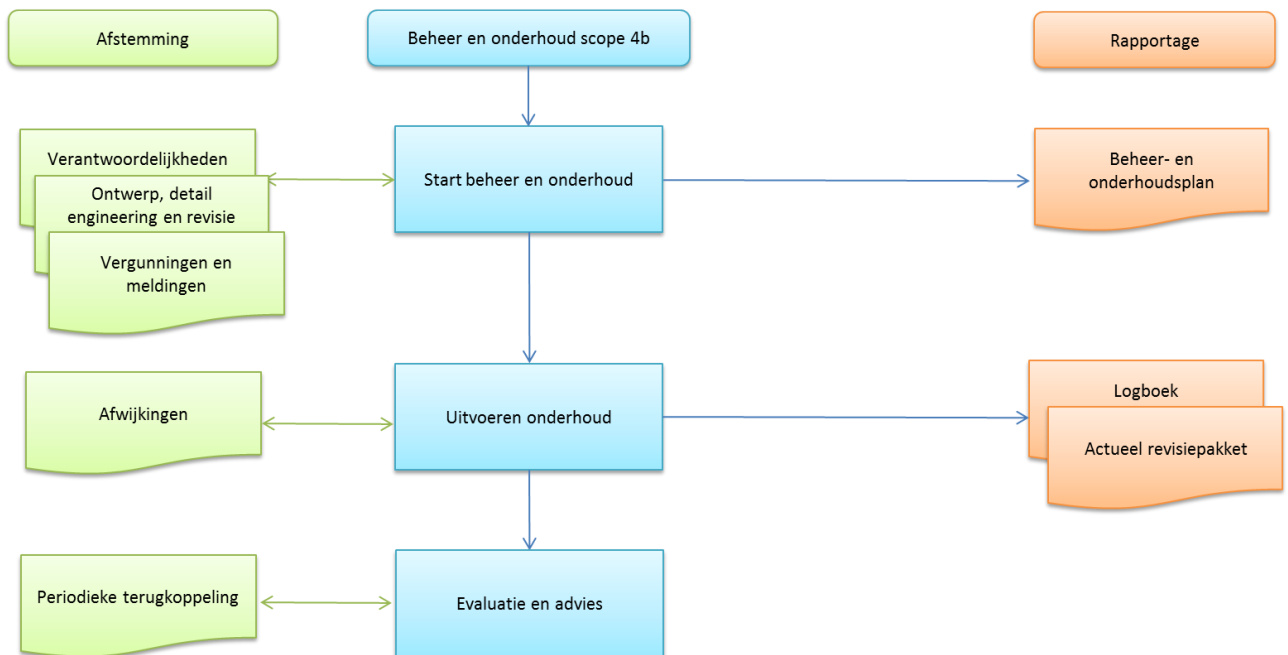 Afstemming
Beheer en onderhoud scope 4b
Rapportage
Verantwoordelijkheden
Ontwerp, detail
engineering en revisie
Vergunningen en
meldingen
Start beheer en onderhoud
Beheer- en
onderhoudsplan
Afwijkingen
Uitvoeren onderhoud
Logboek
Actueel revisiepakket
Periodieke terugkoppeling
Evaluatie en advies